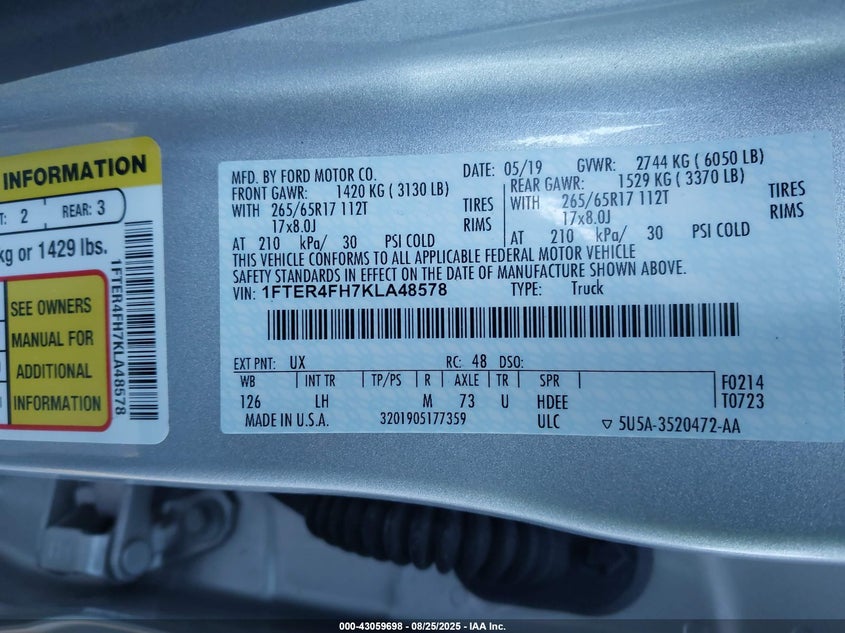 INFORMATION
T: 2 REAR: 3
kg or 1429 lbs.
SEE OWNERS
MANUAL FOR
ADDITIONAL
INFORMATION
1FTER4FH7KLA48578
MFD. BY FORD MOTOR CO. DATE: 05/19 GVWR: 2744 KG ( 6050 LB)
FRONT GAWR: 1420 KG ( 3130 LB) REAR GAWR: 1529 KG ( 3370 LB)
WITH 265/65R17 112T TIRES WITH 265/65R17 112T TIRES
17x8.0J RIMS 17x8.0J RIMS
AT 210 kPa/ 30 PSI COLD AT 210 kPa/ 30 PSI COLD
THIS VEHICLE CONFORMS TO ALL APPLICABLE FEDERAL MOTOR VEHICLE
SAFETY STANDARDS IN EFFECT ON THE DATE OF MANUFACTURE SHOWN ABOVE.
VIN: 1FTER4FH7KLA48578 TYPE: Truck
EXT PNT: UX RC: 48 DSO:
WB INT TR TP/PS R AXLE TR SPR F0214
126 LH M 73 U HDEE T0723
MADE IN U.S.A. 3201905177359 ULC ▽ 5U5A-3520472-AA
000-43059698 - 08/25/2025 - IAA Inc.